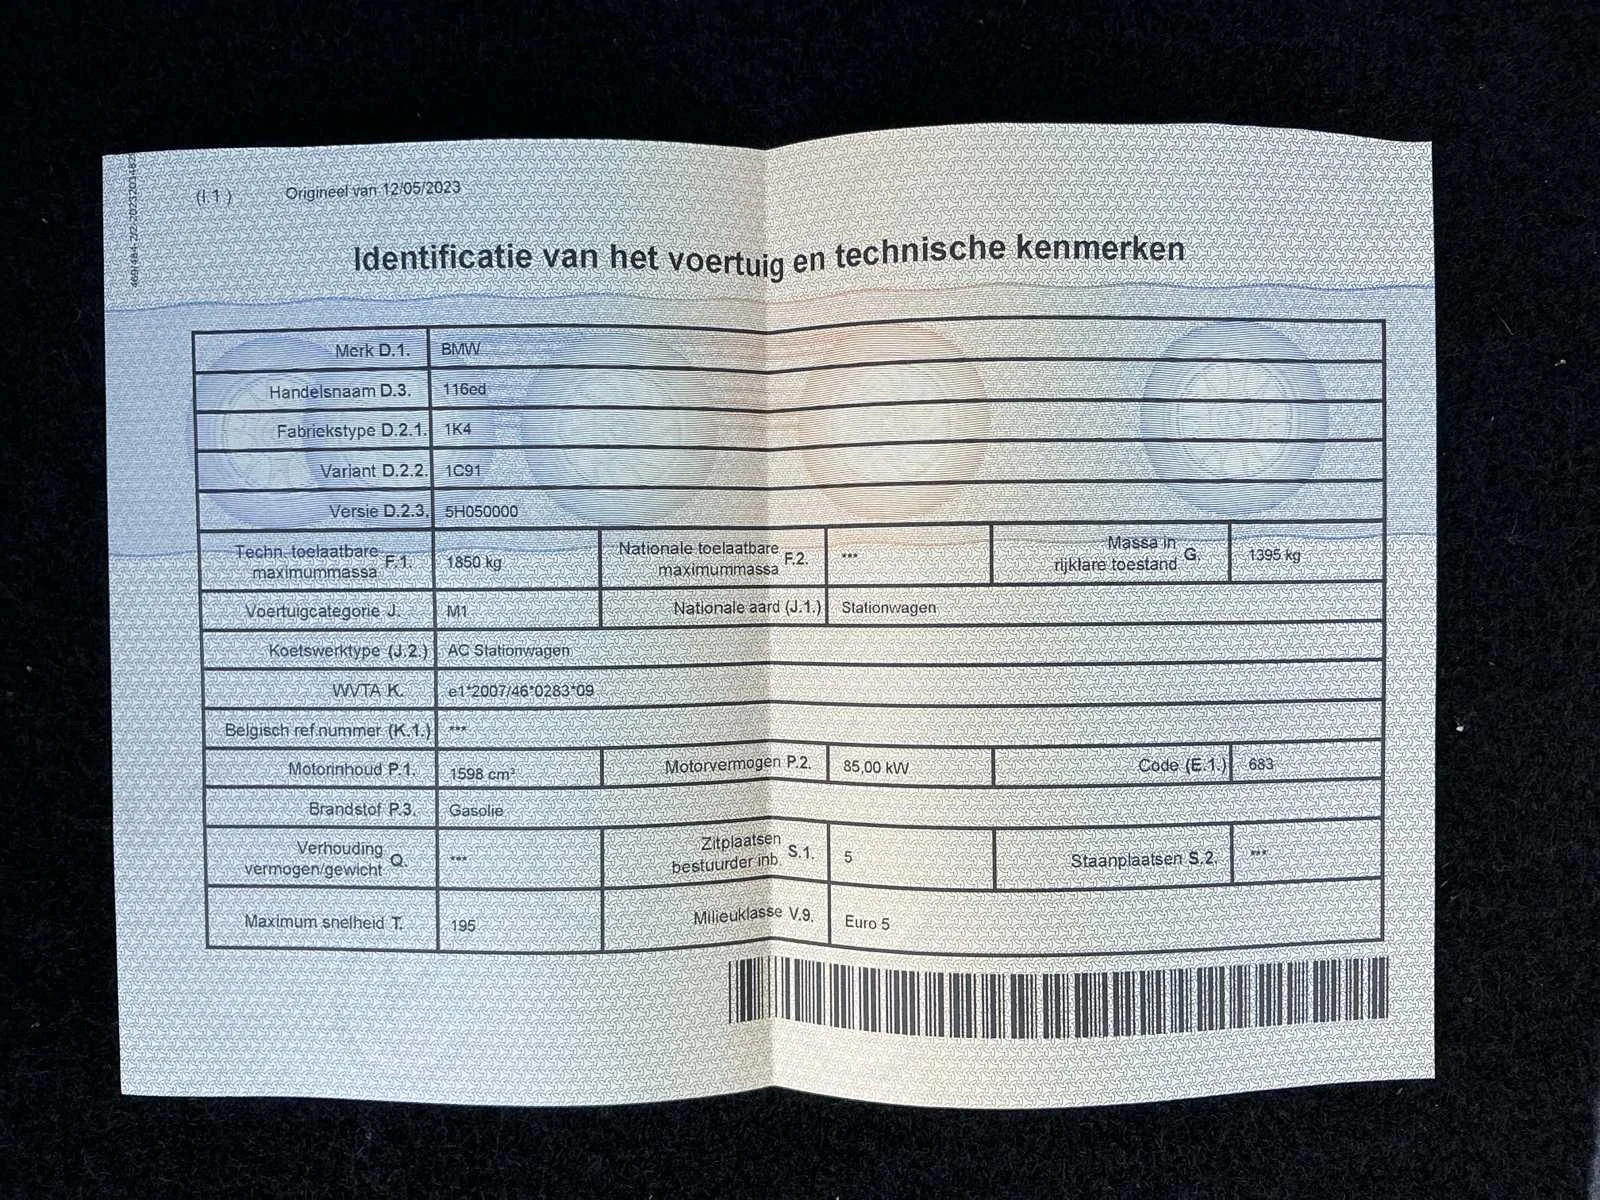 (I.1 ) Origineel van 12/05/2023
Identificatie van het voertuig en technische kenmerken
Merk D.1. BMW
Handelsnaam D.3. 116ed
Fabriekstype D.2.1. 1K4
Variant D.2.2. 1C91
Versie D.2.3. 5H050000
Techn. toelaatbare maximummassa F.1. 1850 kg Nationale toelaatbare maximummassa F.2. *** Massa in rijklare toestand G. 1395 kg
Voertuigcategorie J. M1 Nationale aard (J.1.) Stationwagen
Koetswerktype (J.2.) AC Stationwagen
WVTA K. e1*2007/46*0283*09
Belgisch ref.nummer (K.1.) ***
Motorinhoud P.1. 1598 cm³ Motorvermogen P.2. 85,00 kW Code (E.1.) 683
Brandstof P.3. Gasolie
Verhouding vermogen/gewicht Q. *** Zitplaatsen bestuurder inb. S.1. 5 Staanplaatsen S.2. ***
Maximum snelheid T. 195 Milieuklasse V.9. Euro 5